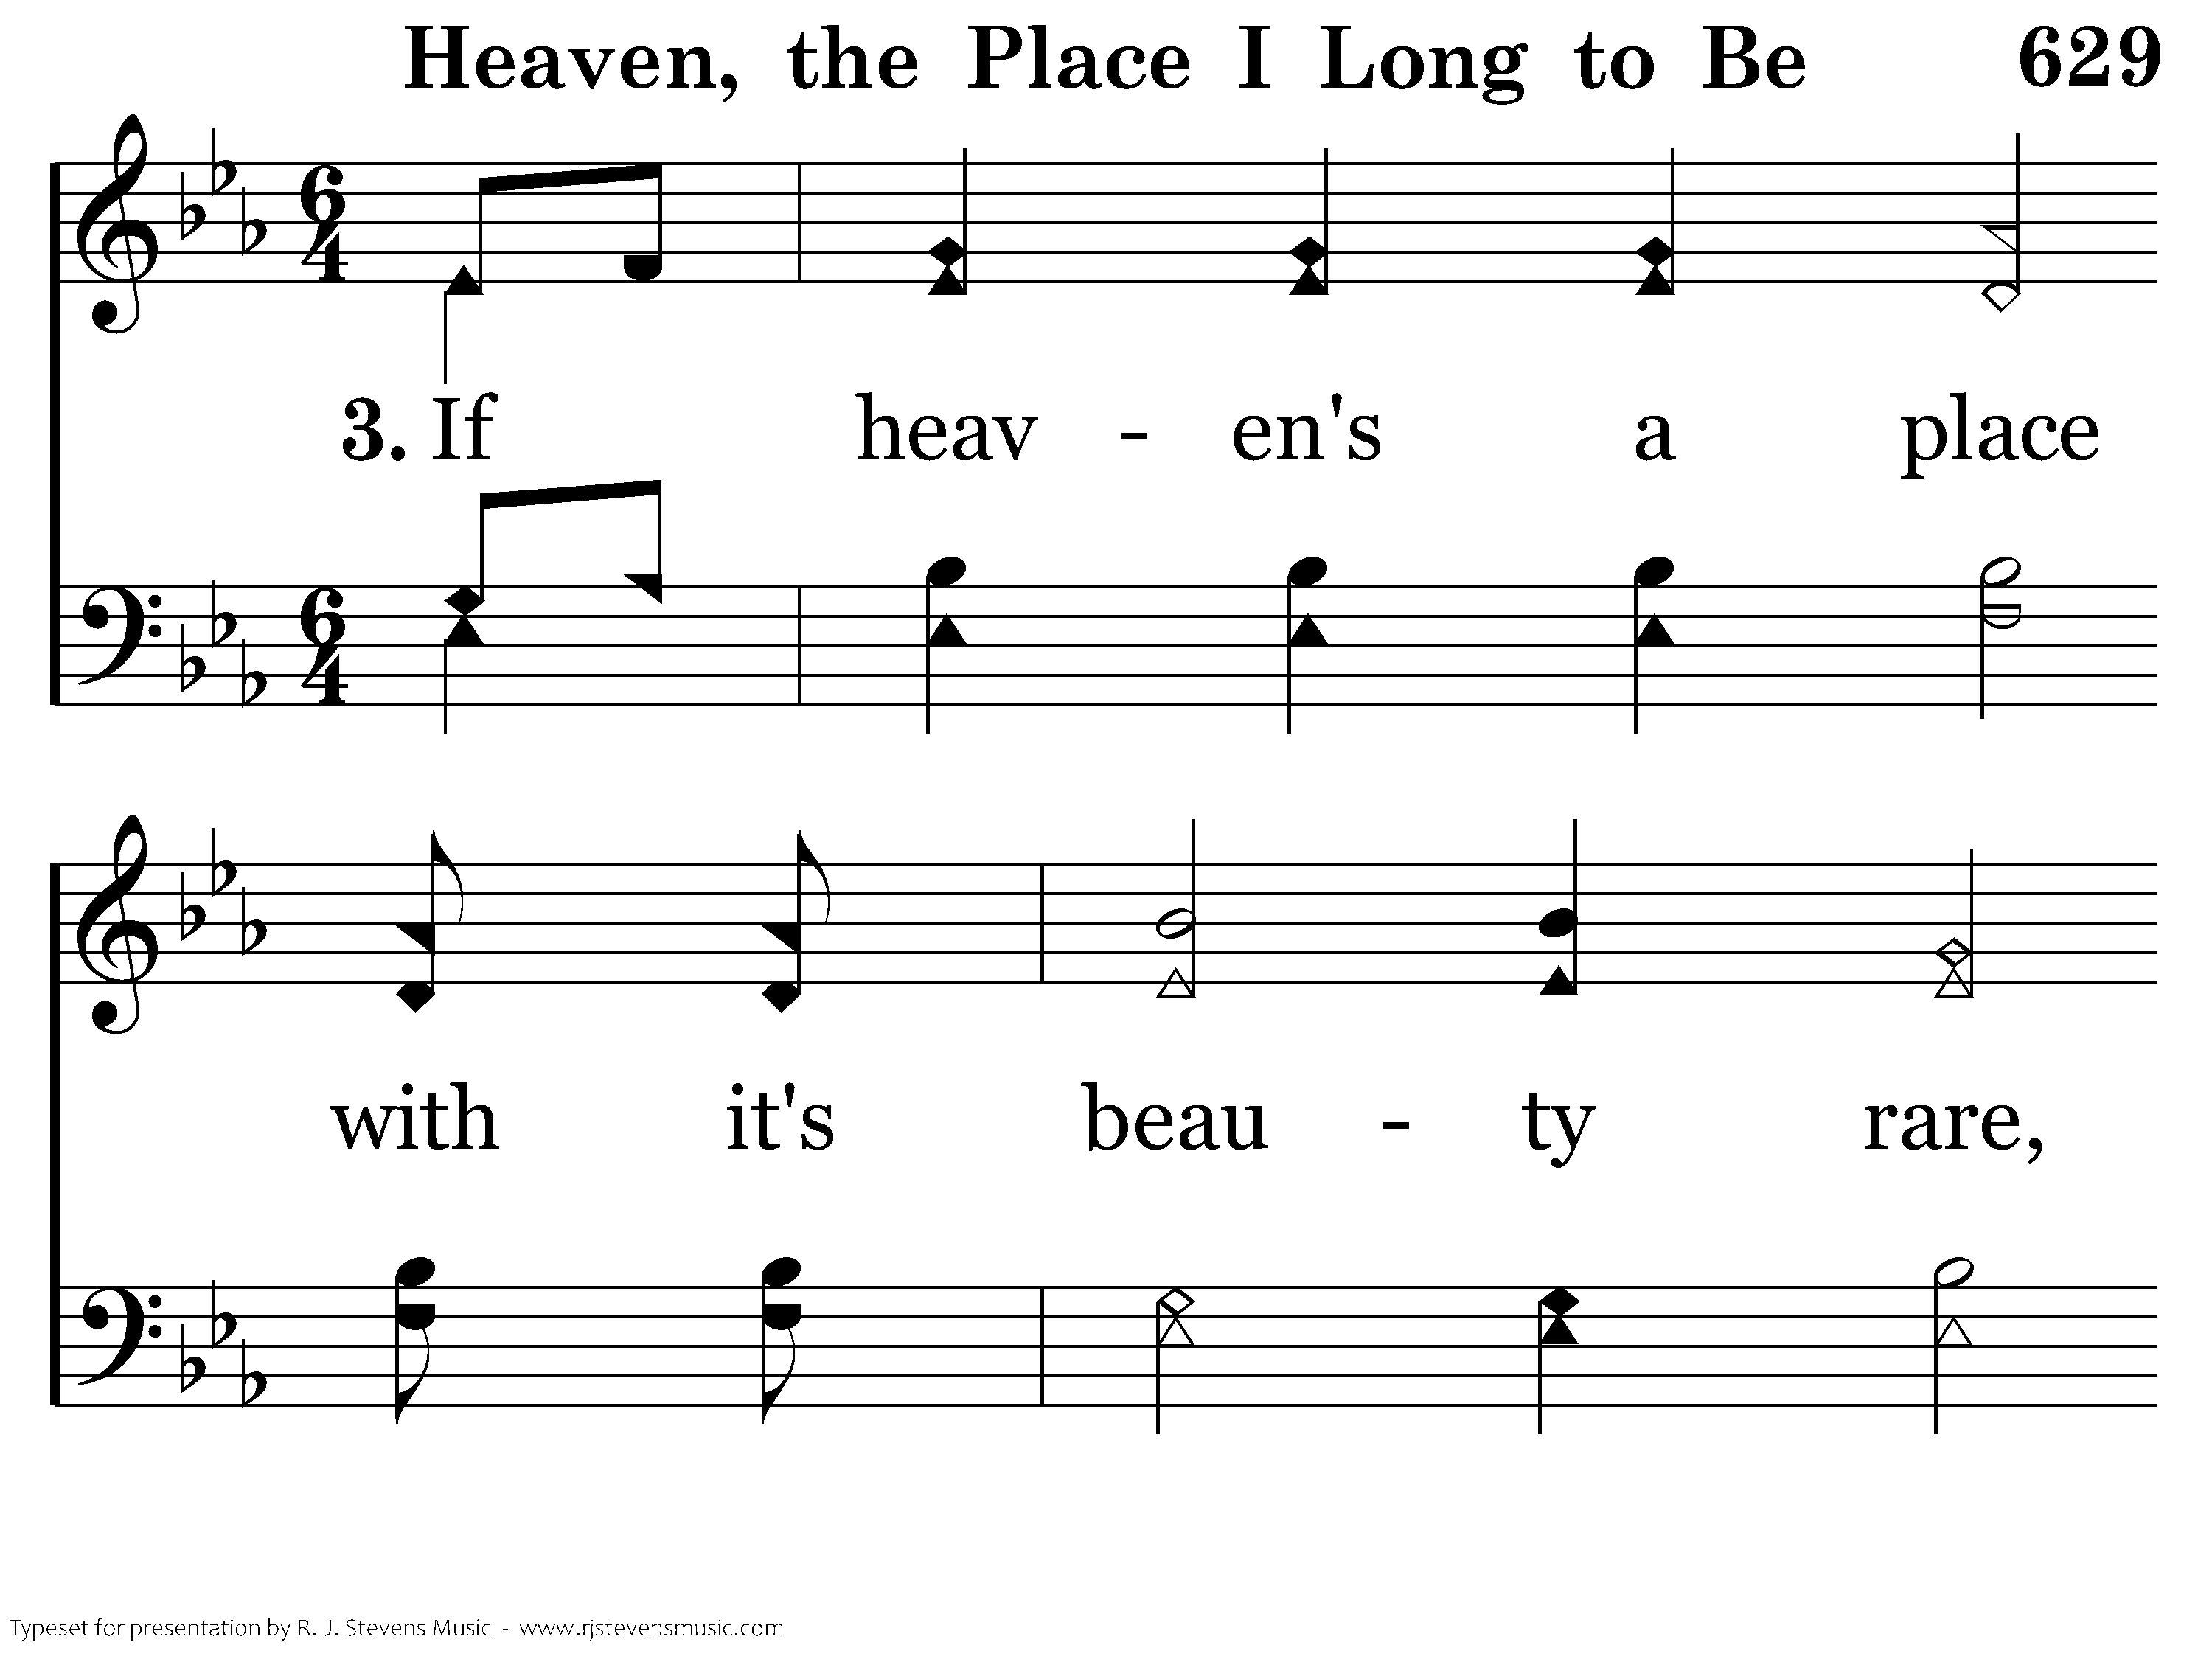 Heaven, the Place I Long to Be 629
6
4
3. If heav - en's a place
6
4
with it's beau - ty rare,
Typeset for presentation by R. J. Stevens Music - www.rjstevensmusic.com